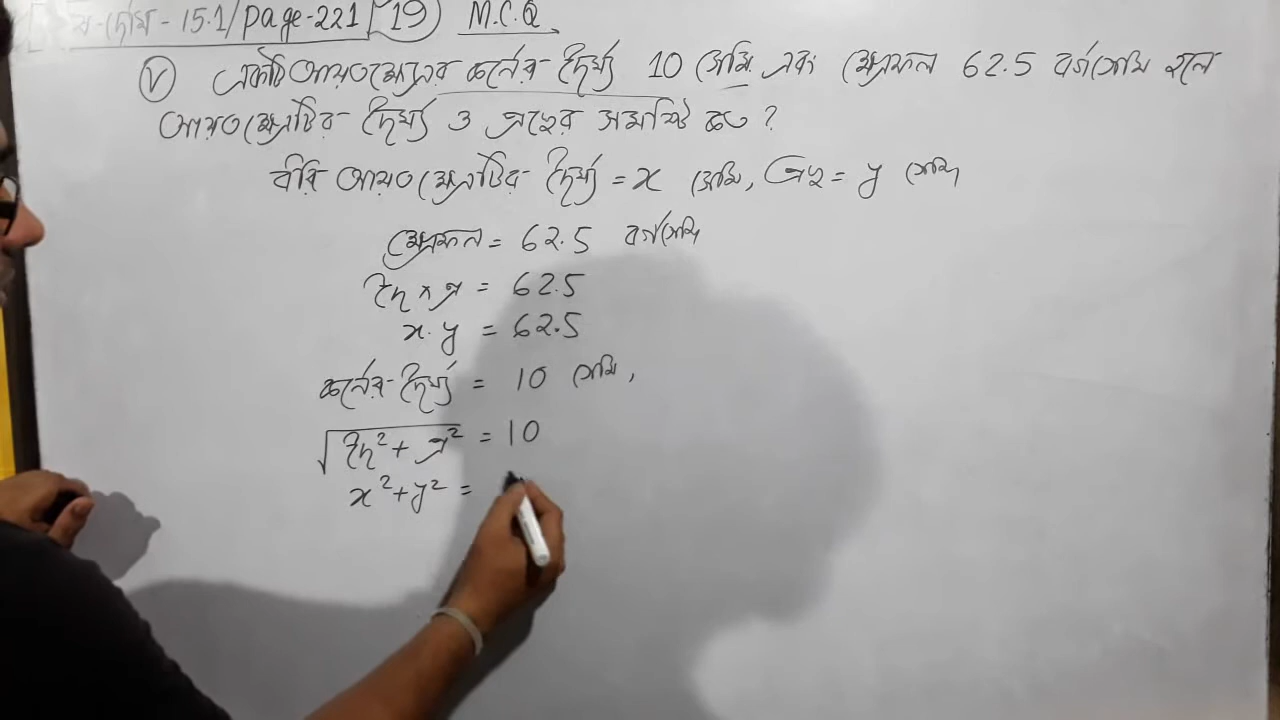 -দেখি - 15.1/page-221 19 M.C.Q
(V) একটি আয়তক্ষেত্রের কর্নের দৈর্ঘ্য 10 সেমি. এবং ক্ষেত্রফল 62.5 বর্গসেমি হলে
আয়তক্ষেত্রটির দৈর্ঘ্য ও প্রস্থের সমষ্টি কত ?
ধরি আয়তক্ষেত্রটির দৈর্ঘ্য = x সেমি, প্রস্থ = y সেমি
ক্ষেত্রফল = 62.5 বর্গসেমি
দৈ × প্র = 62.5
x. y = 62.5
কর্নের দৈর্ঘ্য = 10 সেমি,
√(দৈ² + প্র²) = 10
x² + y² =